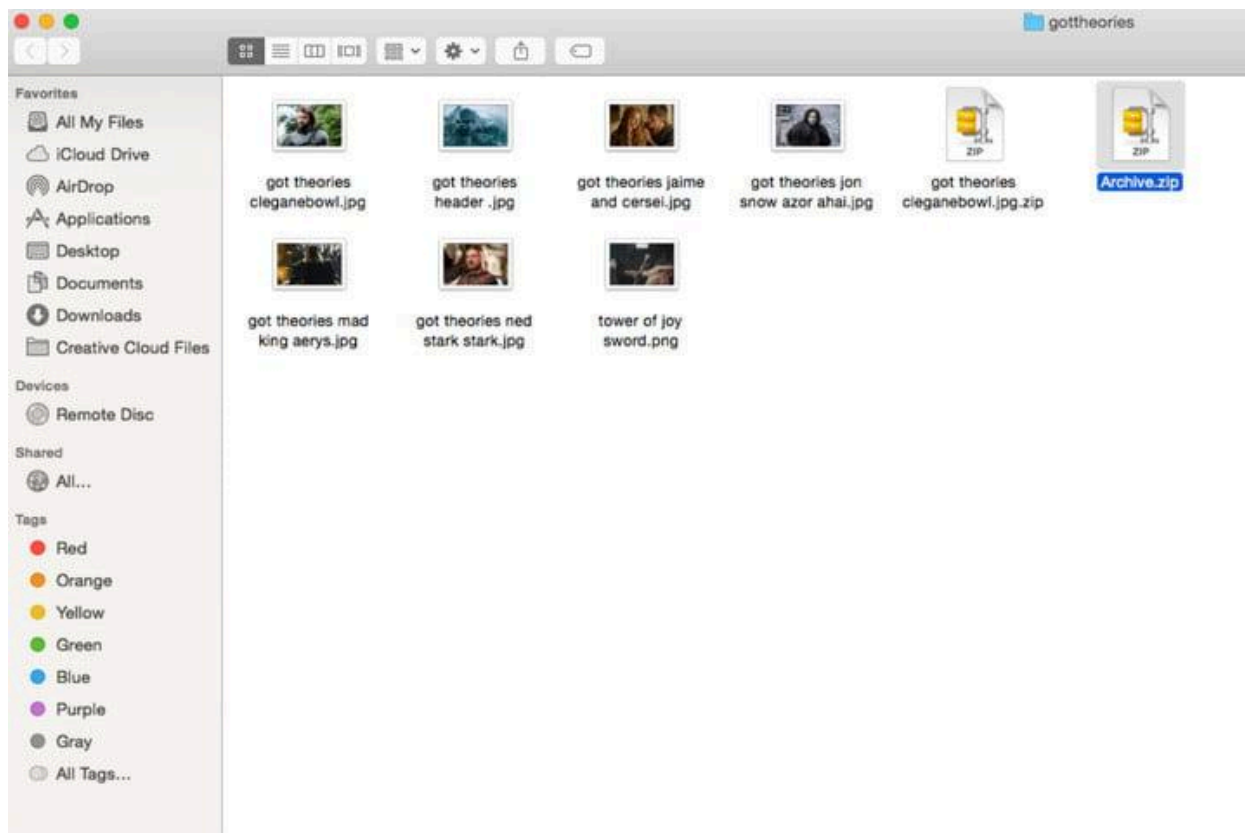 gottheories
Favorites
All My Files
iCloud Drive
AirDrop
Applications
Desktop
Documents
Downloads
Creative Cloud Files
Devices
Remote Disc
Shared
All...
Tags
Red
Orange
Yellow
Green
Blue
Purple
Gray
All Tags...
got theories
cleganebowl.jpg
got theories
header .jpg
got theories jaime
and cersei.jpg
got theories jon
snow azor ahai.jpg
ZIP
got theories
cleganebowl.jpg.zip
ZIP
Archive.zip
got theories mad
king aerys.jpg
got theories ned
stark stark.jpg
tower of joy
sword.png